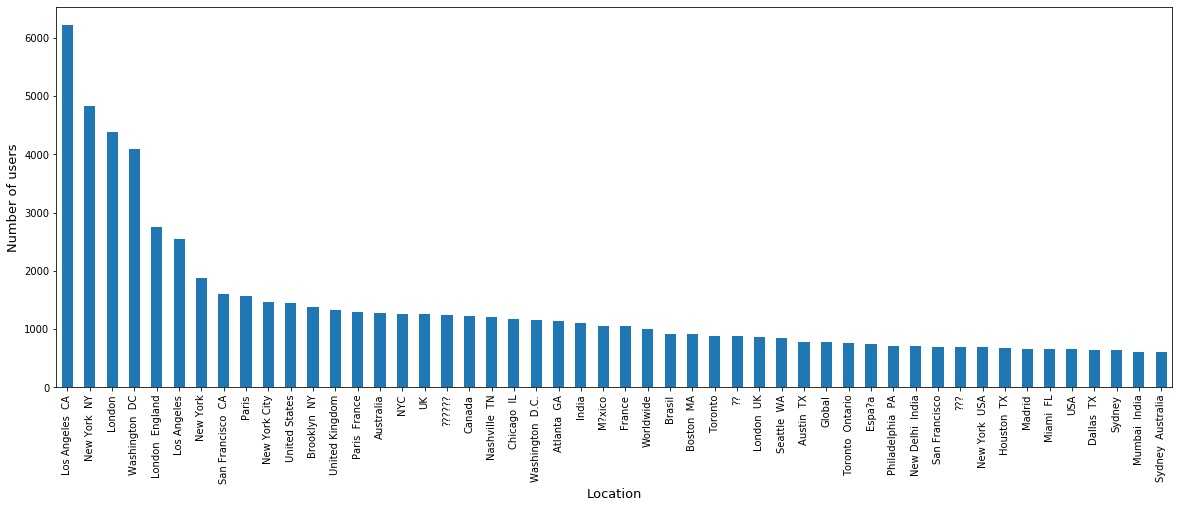 Number of users
6000
5000
4000
3000
2000
1000
0
Los Angeles  CA
New York  NY
London
Washington  DC
London  England
Los Angeles
New York
San Francisco  CA
Paris
New York City
United States
Brooklyn  NY
United Kingdom
Paris  France
Australia
NYC
UK
??????
Canada
Nashville  TN
Chicago  IL
Washington  D.C.
Atlanta  GA
India
M?xico
France
Worldwide
Brasil
Boston  MA
Toronto
??
London  UK
Seattle  WA
Austin  TX
Global
Toronto  Ontario
Espa?a
Philadelphia  PA
New Delhi  India
San Francisco
???
New York  USA
Houston  TX
Madrid
Miami  FL
USA
Dallas  TX
Sydney
Mumbai  India
Sydney  Australia
Location